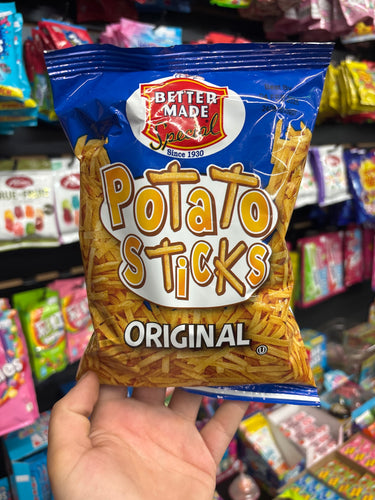 BETTER
MADE
Special
Since 1930
POTATO
STICKS
ORIGINAL
U